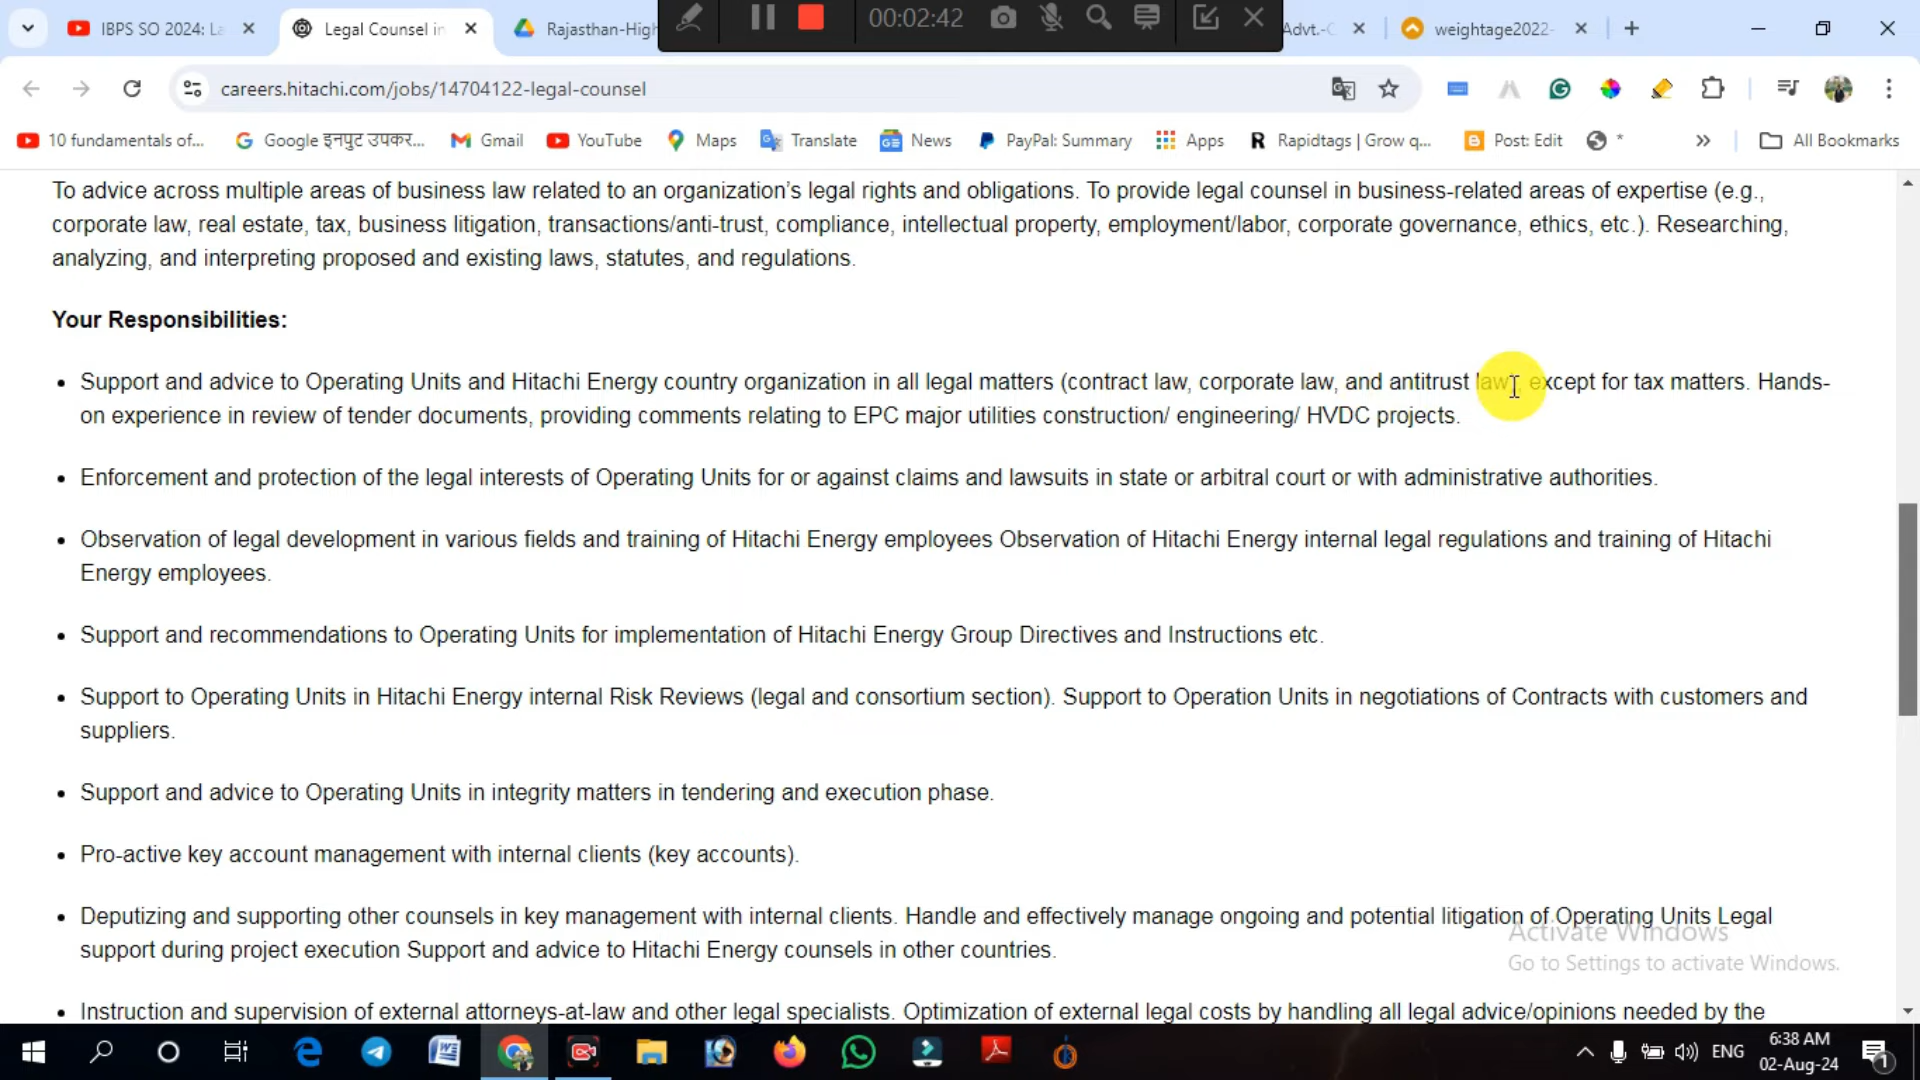 IBPS SO 2024: La
Legal Counsel in
Rajasthan-High
00:02:42
Advt.-C
weightage2022-
careers.hitachi.com/jobs/14704122-legal-counsel
10 fundamentals of...
Google इनपुट उपकर...
Gmail
YouTube
Maps
Translate
News
PayPal: Summary
Apps
Rapidtags | Grow q...
Post: Edit
*
»
All Bookmarks
To advice across multiple areas of business law related to an organization’s legal rights and obligations. To provide legal counsel in business-related areas of expertise (e.g.,
corporate law, real estate, tax, business litigation, transactions/anti-trust, compliance, intellectual property, employment/labor, corporate governance, ethics, etc.). Researching,
analyzing, and interpreting proposed and existing laws, statutes, and regulations.
Your Responsibilities:
• Support and advice to Operating Units and Hitachi Energy country organization in all legal matters (contract law, corporate law, and antitrust law), except for tax matters. Hands-
on experience in review of tender documents, providing comments relating to EPC major utilities construction/ engineering/ HVDC projects.
• Enforcement and protection of the legal interests of Operating Units for or against claims and lawsuits in state or arbitral court or with administrative authorities.
• Observation of legal development in various fields and training of Hitachi Energy employees Observation of Hitachi Energy internal legal regulations and training of Hitachi
Energy employees.
• Support and recommendations to Operating Units for implementation of Hitachi Energy Group Directives and Instructions etc.
• Support to Operating Units in Hitachi Energy internal Risk Reviews (legal and consortium section). Support to Operation Units in negotiations of Contracts with customers and
suppliers.
• Support and advice to Operating Units in integrity matters in tendering and execution phase.
• Pro-active key account management with internal clients (key accounts).
• Deputizing and supporting other counsels in key management with internal clients. Handle and effectively manage ongoing and potential litigation of Operating Units Legal
support during project execution Support and advice to Hitachi Energy counsels in other countries.
Activate Windows
Go to Settings to activate Windows.
• Instruction and supervision of external attorneys-at-law and other legal specialists. Optimization of external legal costs by handling all legal advice/opinions needed by the
ENG
6:38 AM
02-Aug-24
1